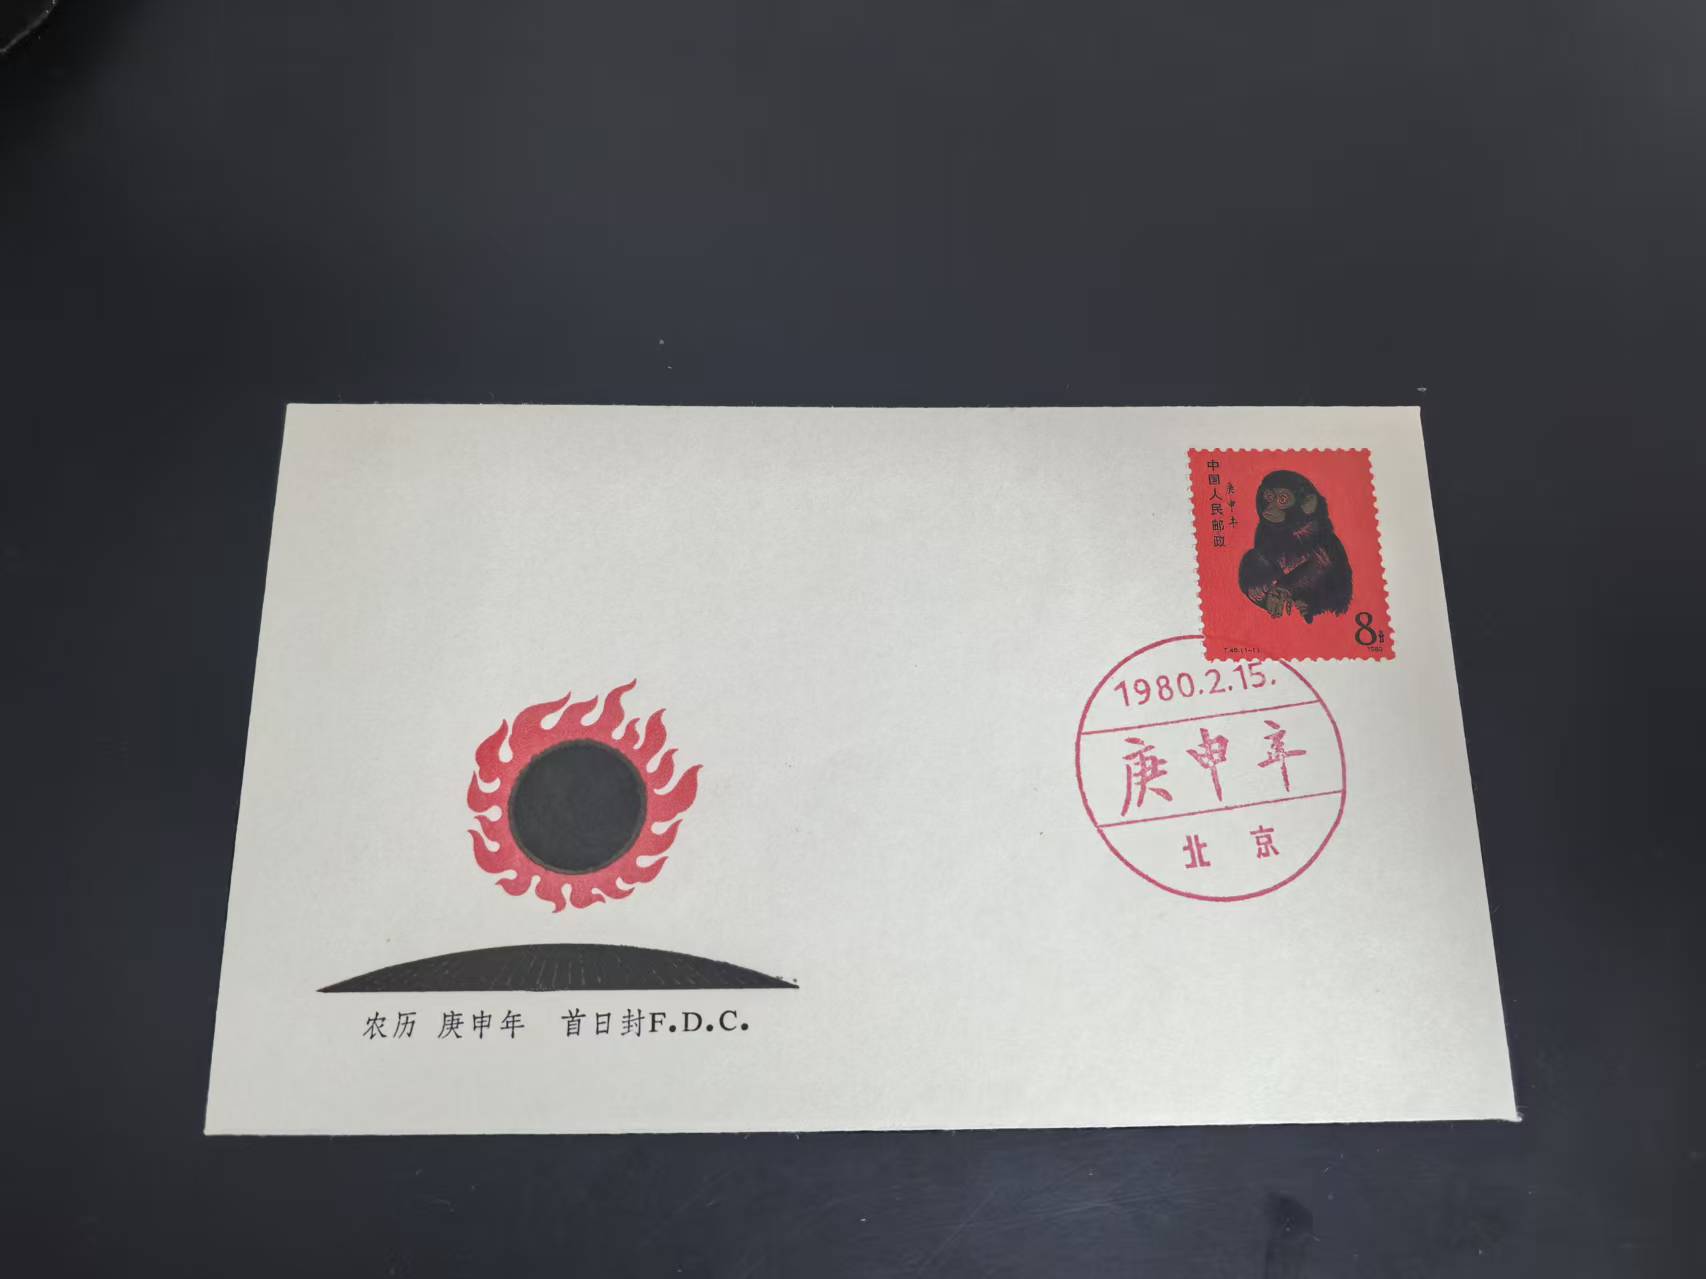 中国人民邮政
庚申年
8分
T.46.(1-1)
1980
1980.2.15.
庚申年
北京
农历 庚申年 首日封F.D.C.